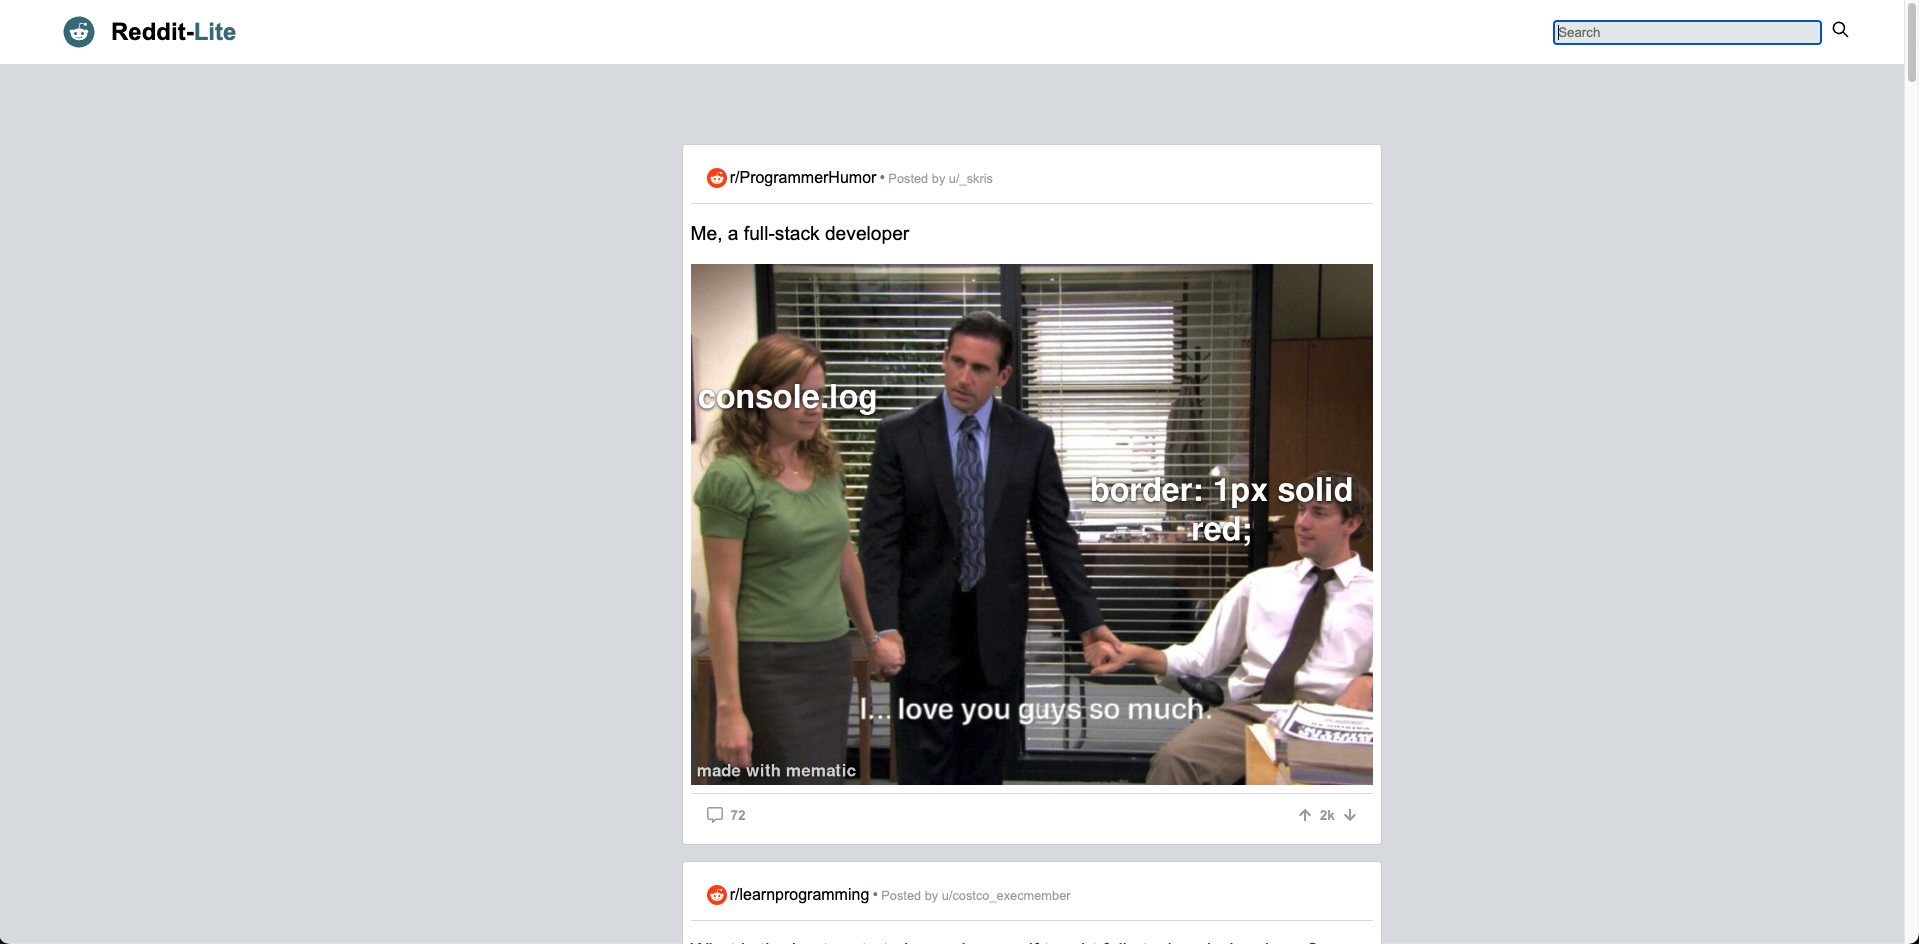 Reddit-Lite
Search
r/ProgrammerHumor • Posted by u/_skris
Me, a full-stack developer
console.log
border: 1px solid
red;
I... love you guys so much.
made with mematic
72
2k
r/learnprogramming • Posted by u/costco_execmember